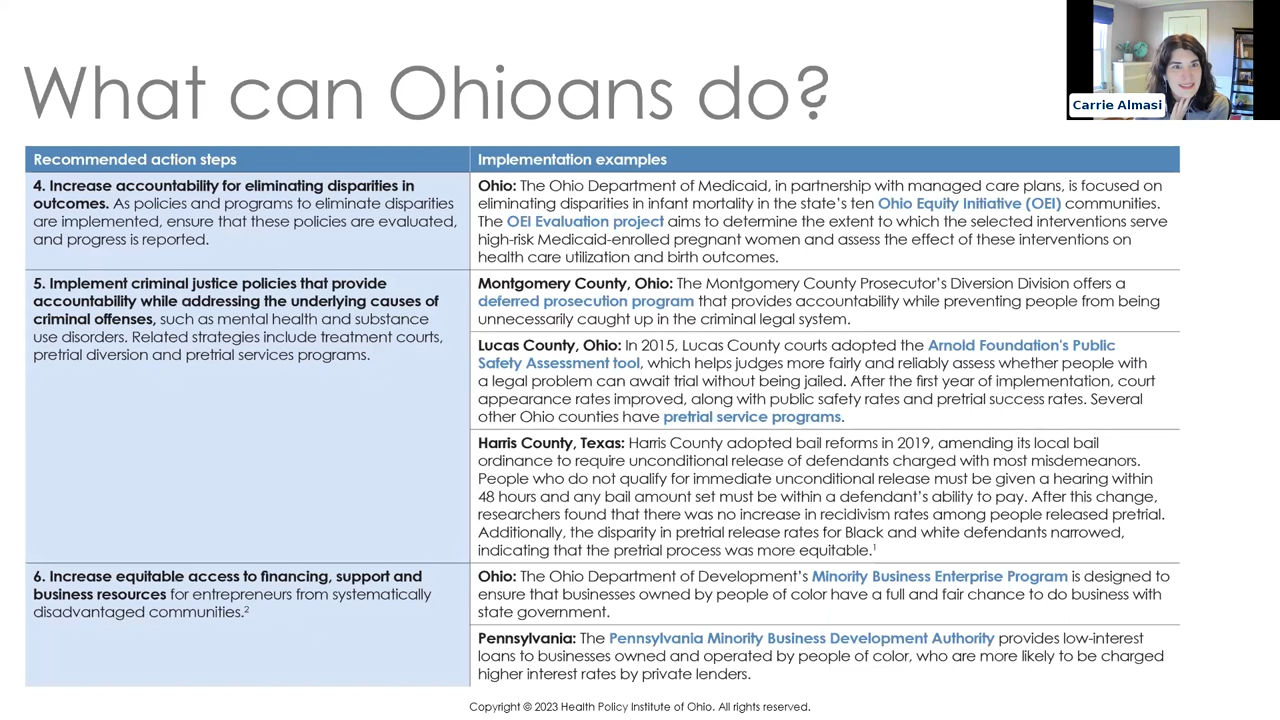 What can Ohioans do?
Carrie Almasi
Recommended action steps
Implementation examples
4. Increase accountability for eliminating disparities in
outcomes. As policies and programs to eliminate disparities
are implemented, ensure that these policies are evaluated,
and progress is reported.
Ohio: The Ohio Department of Medicaid, in partnership with managed care plans, is focused on
eliminating disparities in infant mortality in the state's ten Ohio Equity Initiative (OEI) communities.
The OEI Evaluation project aims to determine the extent to which the selected interventions serve
high-risk Medicaid-enrolled pregnant women and assess the effect of these interventions on
health care utilization and birth outcomes.
5. Implement criminal justice policies that provide
accountability while addressing the underlying causes of
criminal offenses, such as mental health and substance
use disorders. Related strategies include treatment courts,
pretrial diversion and pretrial services programs.
Montgomery County, Ohio: The Montgomery County Prosecutor's Diversion Division offers a
deferred prosecution program that provides accountability while preventing people from being
unnecessarily caught up in the criminal legal system.
Lucas County, Ohio: In 2015, Lucas County courts adopted the Arnold Foundation's Public
Safety Assessment tool, which helps judges more fairly and reliably assess whether people with
a legal problem can await trial without being jailed. After the first year of implementation, court
appearance rates improved, along with public safety rates and pretrial success rates. Several
other Ohio counties have pretrial service programs.
Harris County, Texas: Harris County adopted bail reforms in 2019, amending its local bail
ordinance to require unconditional release of defendants charged with most misdemeanors.
People who do not qualify for immediate unconditional release must be given a hearing within
48 hours and any bail amount set must be within a defendant's ability to pay. After this change,
researchers found that there was no increase in recidivism rates among people released pretrial.
Additionally, the disparity in pretrial release rates for Black and white defendants narrowed,
indicating that the pretrial process was more equitable.¹
6. Increase equitable access to financing, support and
business resources for entrepreneurs from systematically
disadvantaged communities.²
Ohio: The Ohio Department of Development's Minority Business Enterprise Program is designed to
ensure that businesses owned by people of color have a full and fair chance to do business with
state government.
Pennsylvania: The Pennsylvania Minority Business Development Authority provides low-interest
loans to businesses owned and operated by people of color, who are more likely to be charged
higher interest rates by private lenders.
Copyright © 2023 Health Policy Institute of Ohio. All rights reserved.